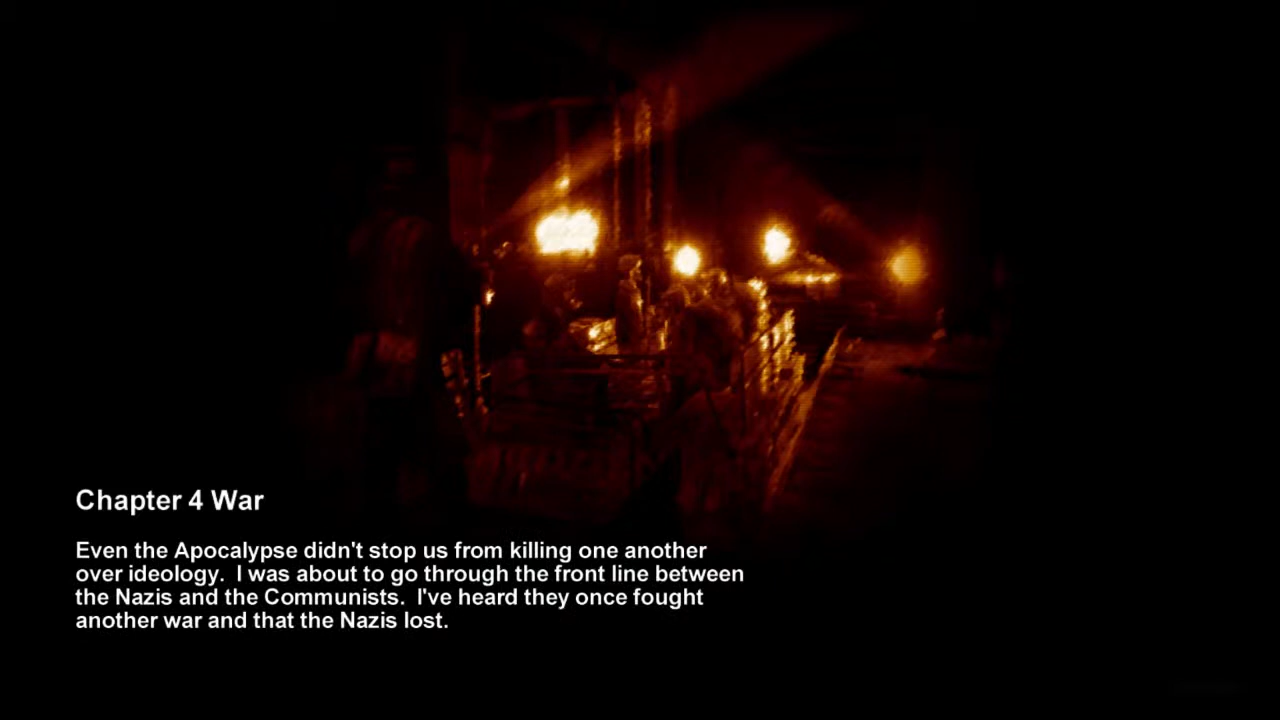 Chapter 4 War
Even the Apocalypse didn't stop us from killing one another
over ideology.  I was about to go through the front line between
the Nazis and the Communists.  I've heard they once fought
another war and that the Nazis lost.